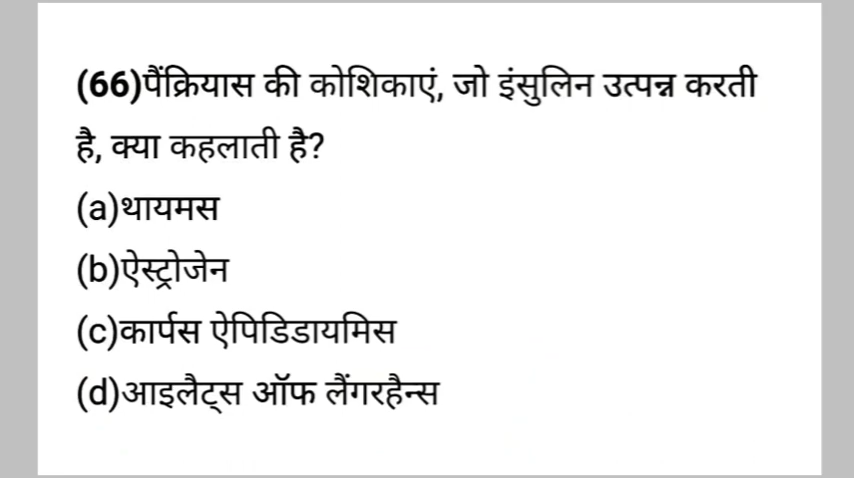 (66)पैंक्रियास की कोशिकाएं, जो इंसुलिन उत्पन्न करती
है, क्या कहलाती है?
(a)थायमस
(b)ऐस्ट्रोजेन
(c)कार्पस ऐपिडिडायमिस
(d)आइलैट्स ऑफ लैंगरहैन्स